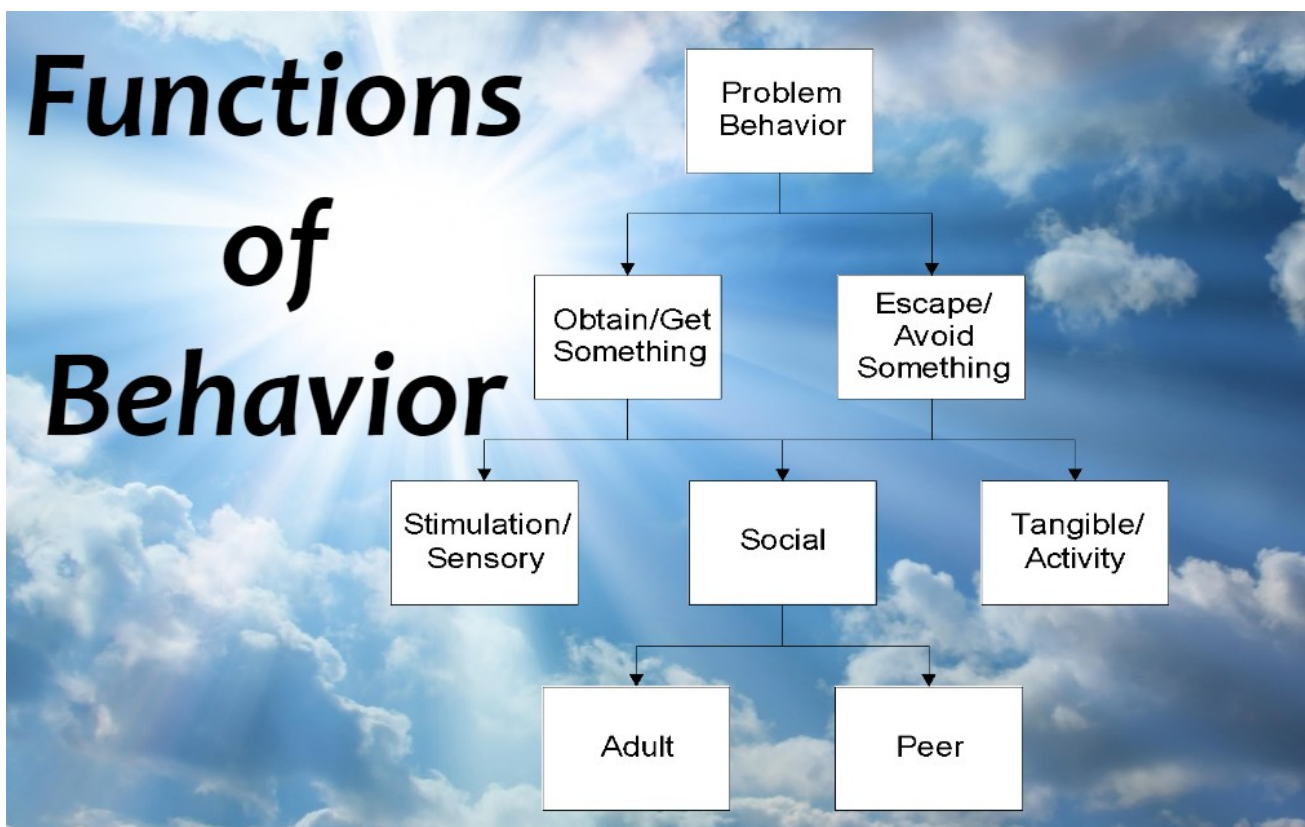 Functions
of
Behavior
Problem
Behavior
Obtain/Get
Something
Escape/
Avoid
Something
Stimulation/
Sensory
Social
Tangible/
Activity
Adult
Peer